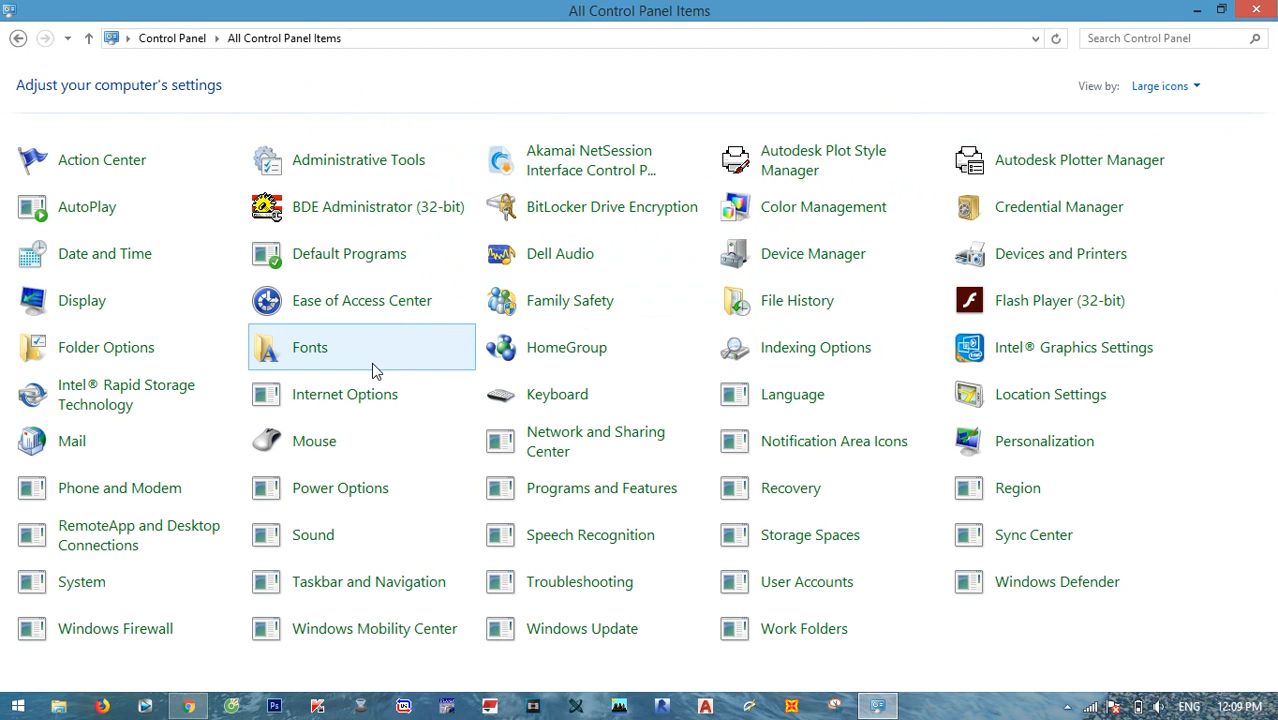 All Control Panel Items
Control Panel
All Control Panel Items
Search Control Panel
Adjust your computer's settings
View by:
Large icons
Action Center
Administrative Tools
Akamai NetSession
Interface Control P...
Autodesk Plot Style
Manager
Autodesk Plotter Manager
AutoPlay
BDE Administrator (32-bit)
BitLocker Drive Encryption
Color Management
Credential Manager
Date and Time
Default Programs
Dell Audio
Device Manager
Devices and Printers
Display
Ease of Access Center
Family Safety
File History
Flash Player (32-bit)
Folder Options
Fonts
HomeGroup
Indexing Options
Intel® Graphics Settings
Intel® Rapid Storage
Technology
Internet Options
Keyboard
Language
Location Settings
Mail
Mouse
Network and Sharing
Center
Notification Area Icons
Personalization
Phone and Modem
Power Options
Programs and Features
Recovery
Region
RemoteApp and Desktop
Connections
Sound
Speech Recognition
Storage Spaces
Sync Center
System
Taskbar and Navigation
Troubleshooting
User Accounts
Windows Defender
Windows Firewall
Windows Mobility Center
Windows Update
Work Folders
ENG
12:09 PM